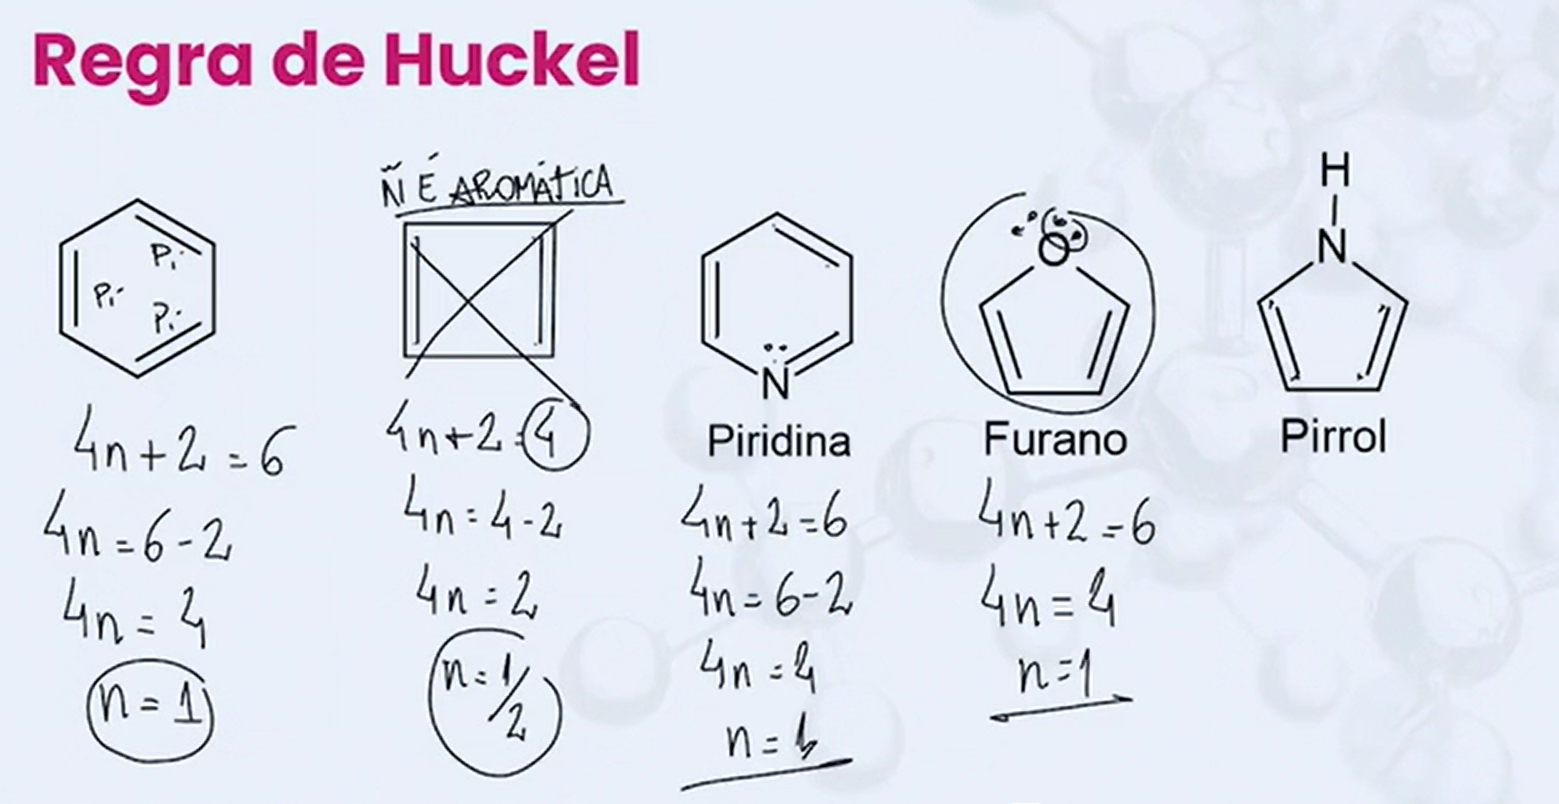 Regra de Huckel
Pi
Pi
Pi
4n+2=6
4n=6-2
4n=4
n=1
Ñ É AROMÁTICA
4n+2=4
4n=4-2
4n=2
n=1/2
N
Piridina
4n+2=6
4n=6-2
4n=4
n=1
O
Furano
4n+2=6
4n=4
n=1
H
N
Pirrol